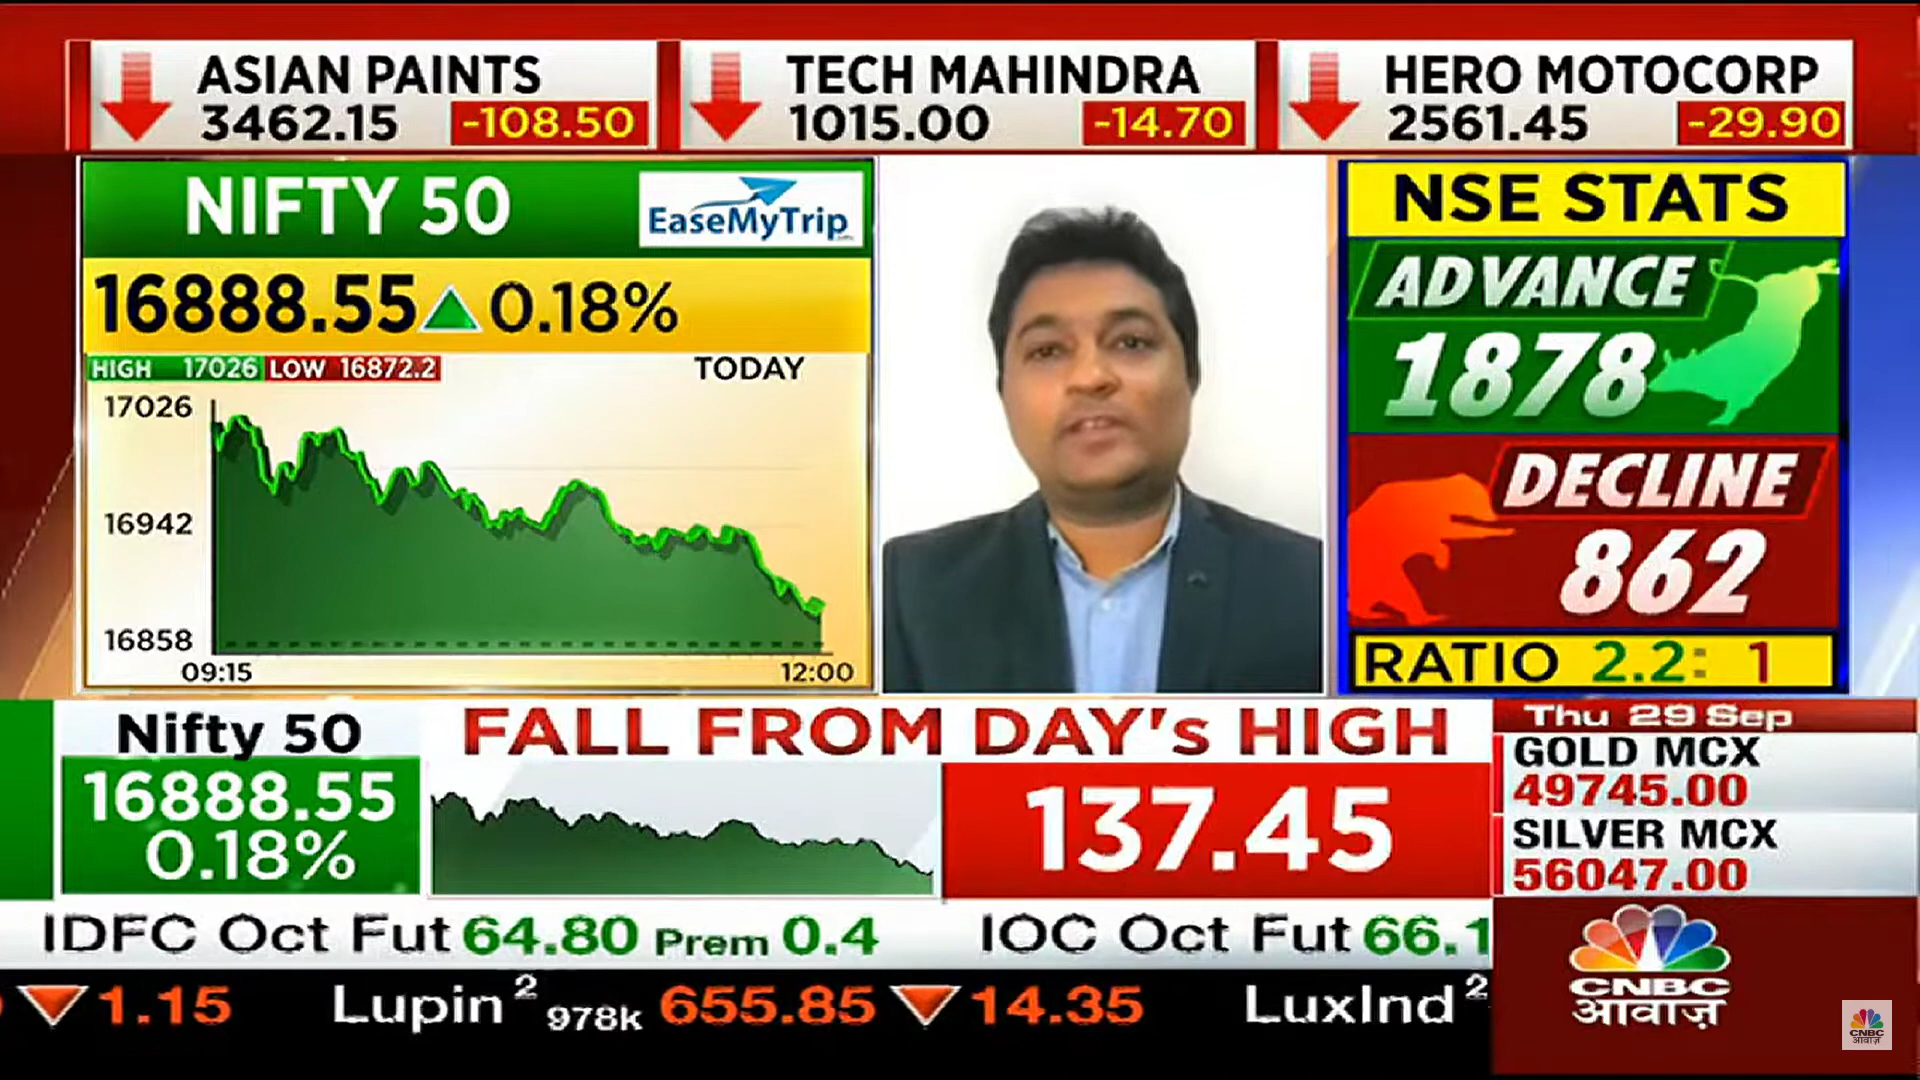 ASIAN PAINTS
3462.15 -108.50
TECH MAHINDRA
1015.00 -14.70
HERO MOTOCORP
2561.45 -29.90
NIFTY 50
EaseMyTrip
16888.55 0.18%
HIGH 17026 LOW 16872.2
TODAY
17026
16942
16858
09:15 12:00
NSE STATS
ADVANCE
1878
DECLINE
862
RATIO 2.2: 1
Nifty 50
16888.55
0.18%
FALL FROM DAY's HIGH
137.45
Thu 29 Sep
GOLD MCX
49745.00
SILVER MCX
56047.00
IDFC Oct Fut 64.80 Prem 0.4 IOC Oct Fut 66.1
1.15 Lupin 2 978k 655.85 14.35 LuxInd 2
CNBC
आवाज़
CNBC
आवाज़